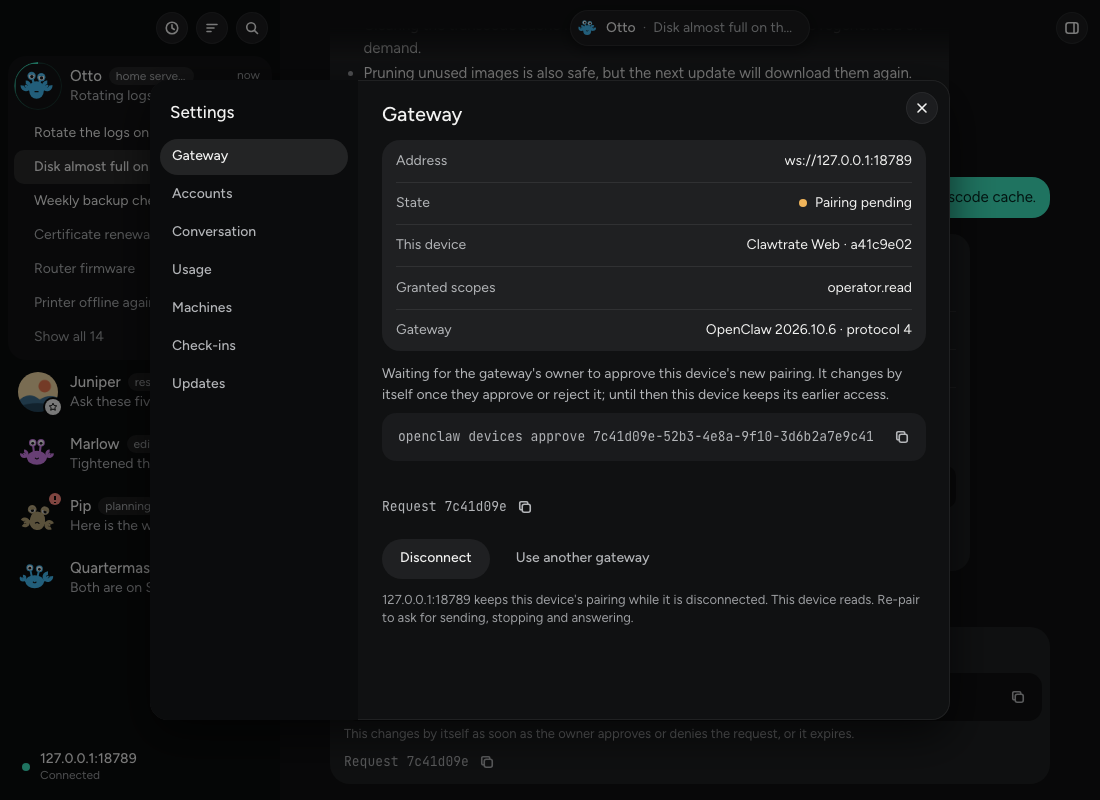 Otto · Disk almost full on th...
demand.
Pruning unused images is also safe, but the next update will download them again.
Otto home serve... now
Rotating logs
Rotate the logs on
Disk almost full on
Weekly backup
Certificate
Router firmware
Printer offline
Show all 14
Juniper
Ask these
Marlow
Tightened
Pip planning
Here is the
Both are on
127.0.0.1:18789
Connected
Settings
Gateway
Accounts
Conversation
Usage
Machines
Check-ins
Updates
Gateway
Address ws://127.0.0.1:18789
State Pairing pending
This device Clawtrate Web · a41c9e02
Granted scopes operator.read
Gateway OpenClaw 2026.10.6 · protocol 4
Waiting for the gateway's owner to approve this device's new pairing. It changes by
itself once they approve or reject it; until then this device keeps its earlier access.
openclaw devices approve 7c41d09e-52b3-4e8a-9f10-3d6b2a7e9c41
Request 7c41d09e
Disconnect Use another gateway
127.0.0.1:18789 keeps this device's pairing while it is disconnected. This device reads. Re-pair
to ask for sending, stopping and answering.
cache.
This changes by itself as soon as the owner approves or denies the request, or it expires.
Request 7c41d09e